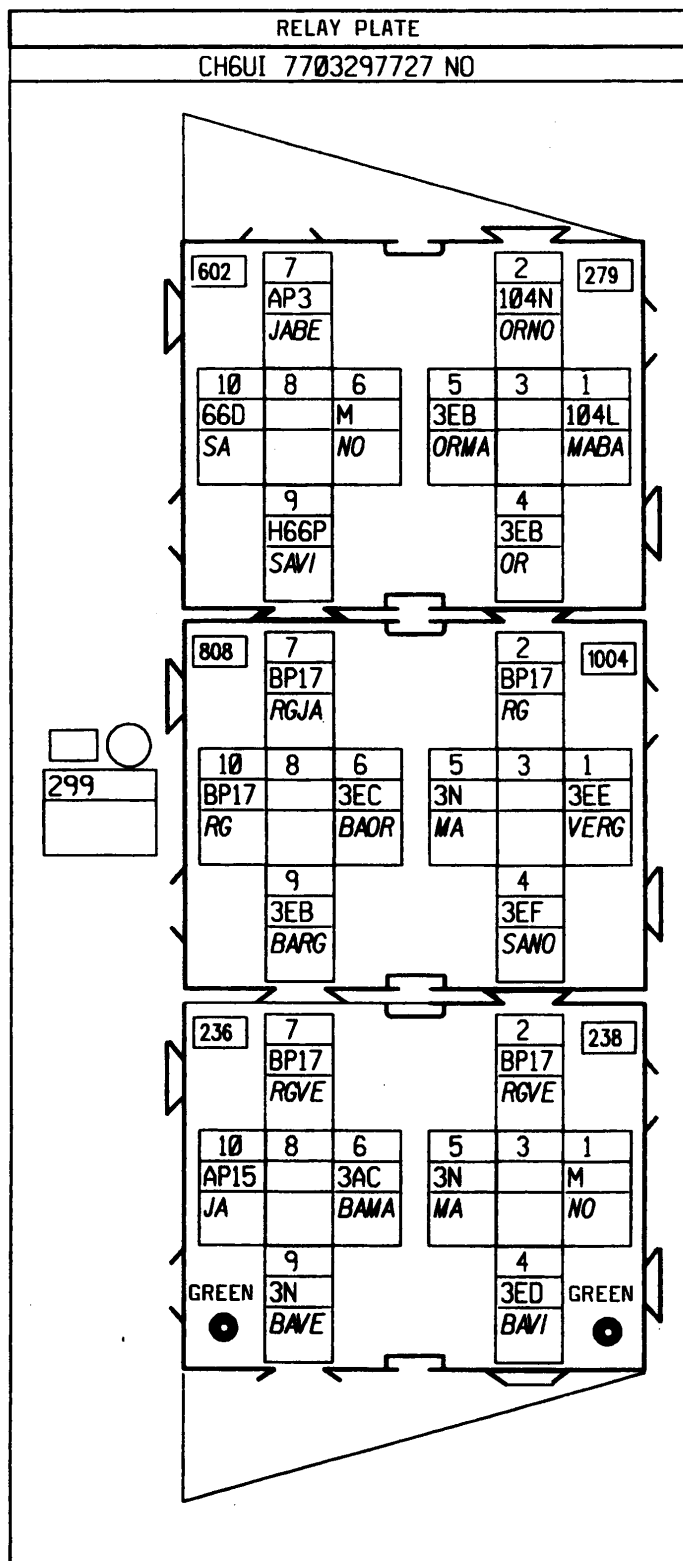 RELAY PLATE
CH6UI 7703297727 NO
602 7 2 279
AP3 104N
JABE ORNO
10 8 6 5 3 1
66D M 3EB 104L
SA NO ORMA MABA
9 4
H66P 3EB
SAVI OR
808 7 2 1004
BP17 BP17
RGJA RG
10 8 6 5 3 1
299
BP17 3EC 3N 3EE
RG BAOR MA VERG
9 4
3EB 3EF
BARG SANO
236 7 2 238
BP17 BP17
RGVE RGVE
10 8 6 5 3 1
AP15 3AC 3N M
JA BAMA MA NO
9 4
GREEN 3N 3ED GREEN
BAVE BAVI